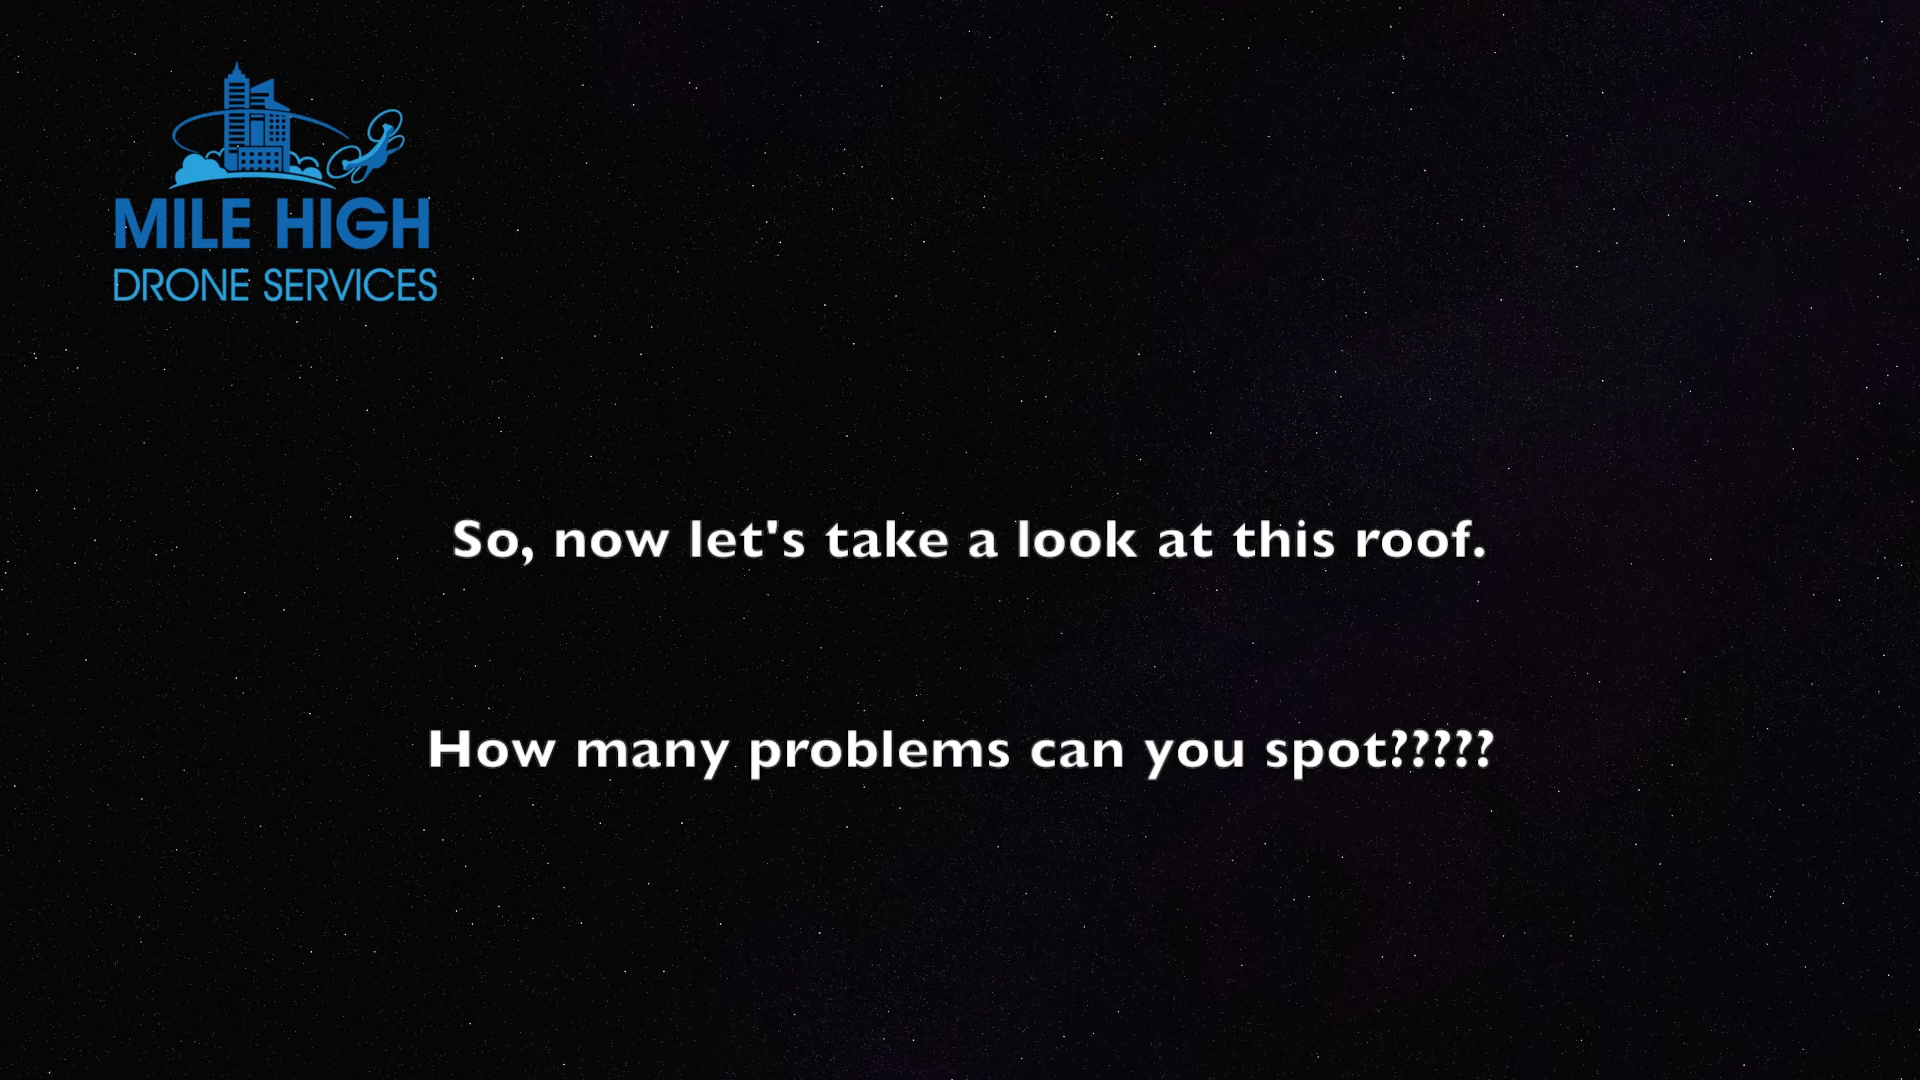 MILE HIGH
DRONE SERVICES
So, now let's take a look at this roof.
How many problems can you spot?????